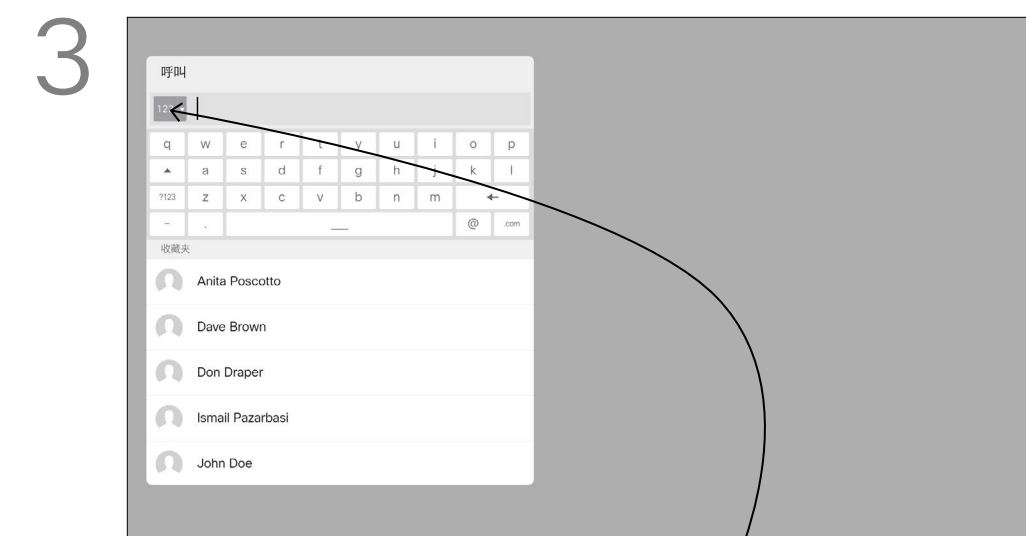 3
呼叫
q w e r t y u i o p
a s d f g h j k l
?123 z x c v b n m
- . @ .com
收藏夹
Anita Poscotto
Dave Brown
Don Draper
Ismail Pazarbasi
John Doe